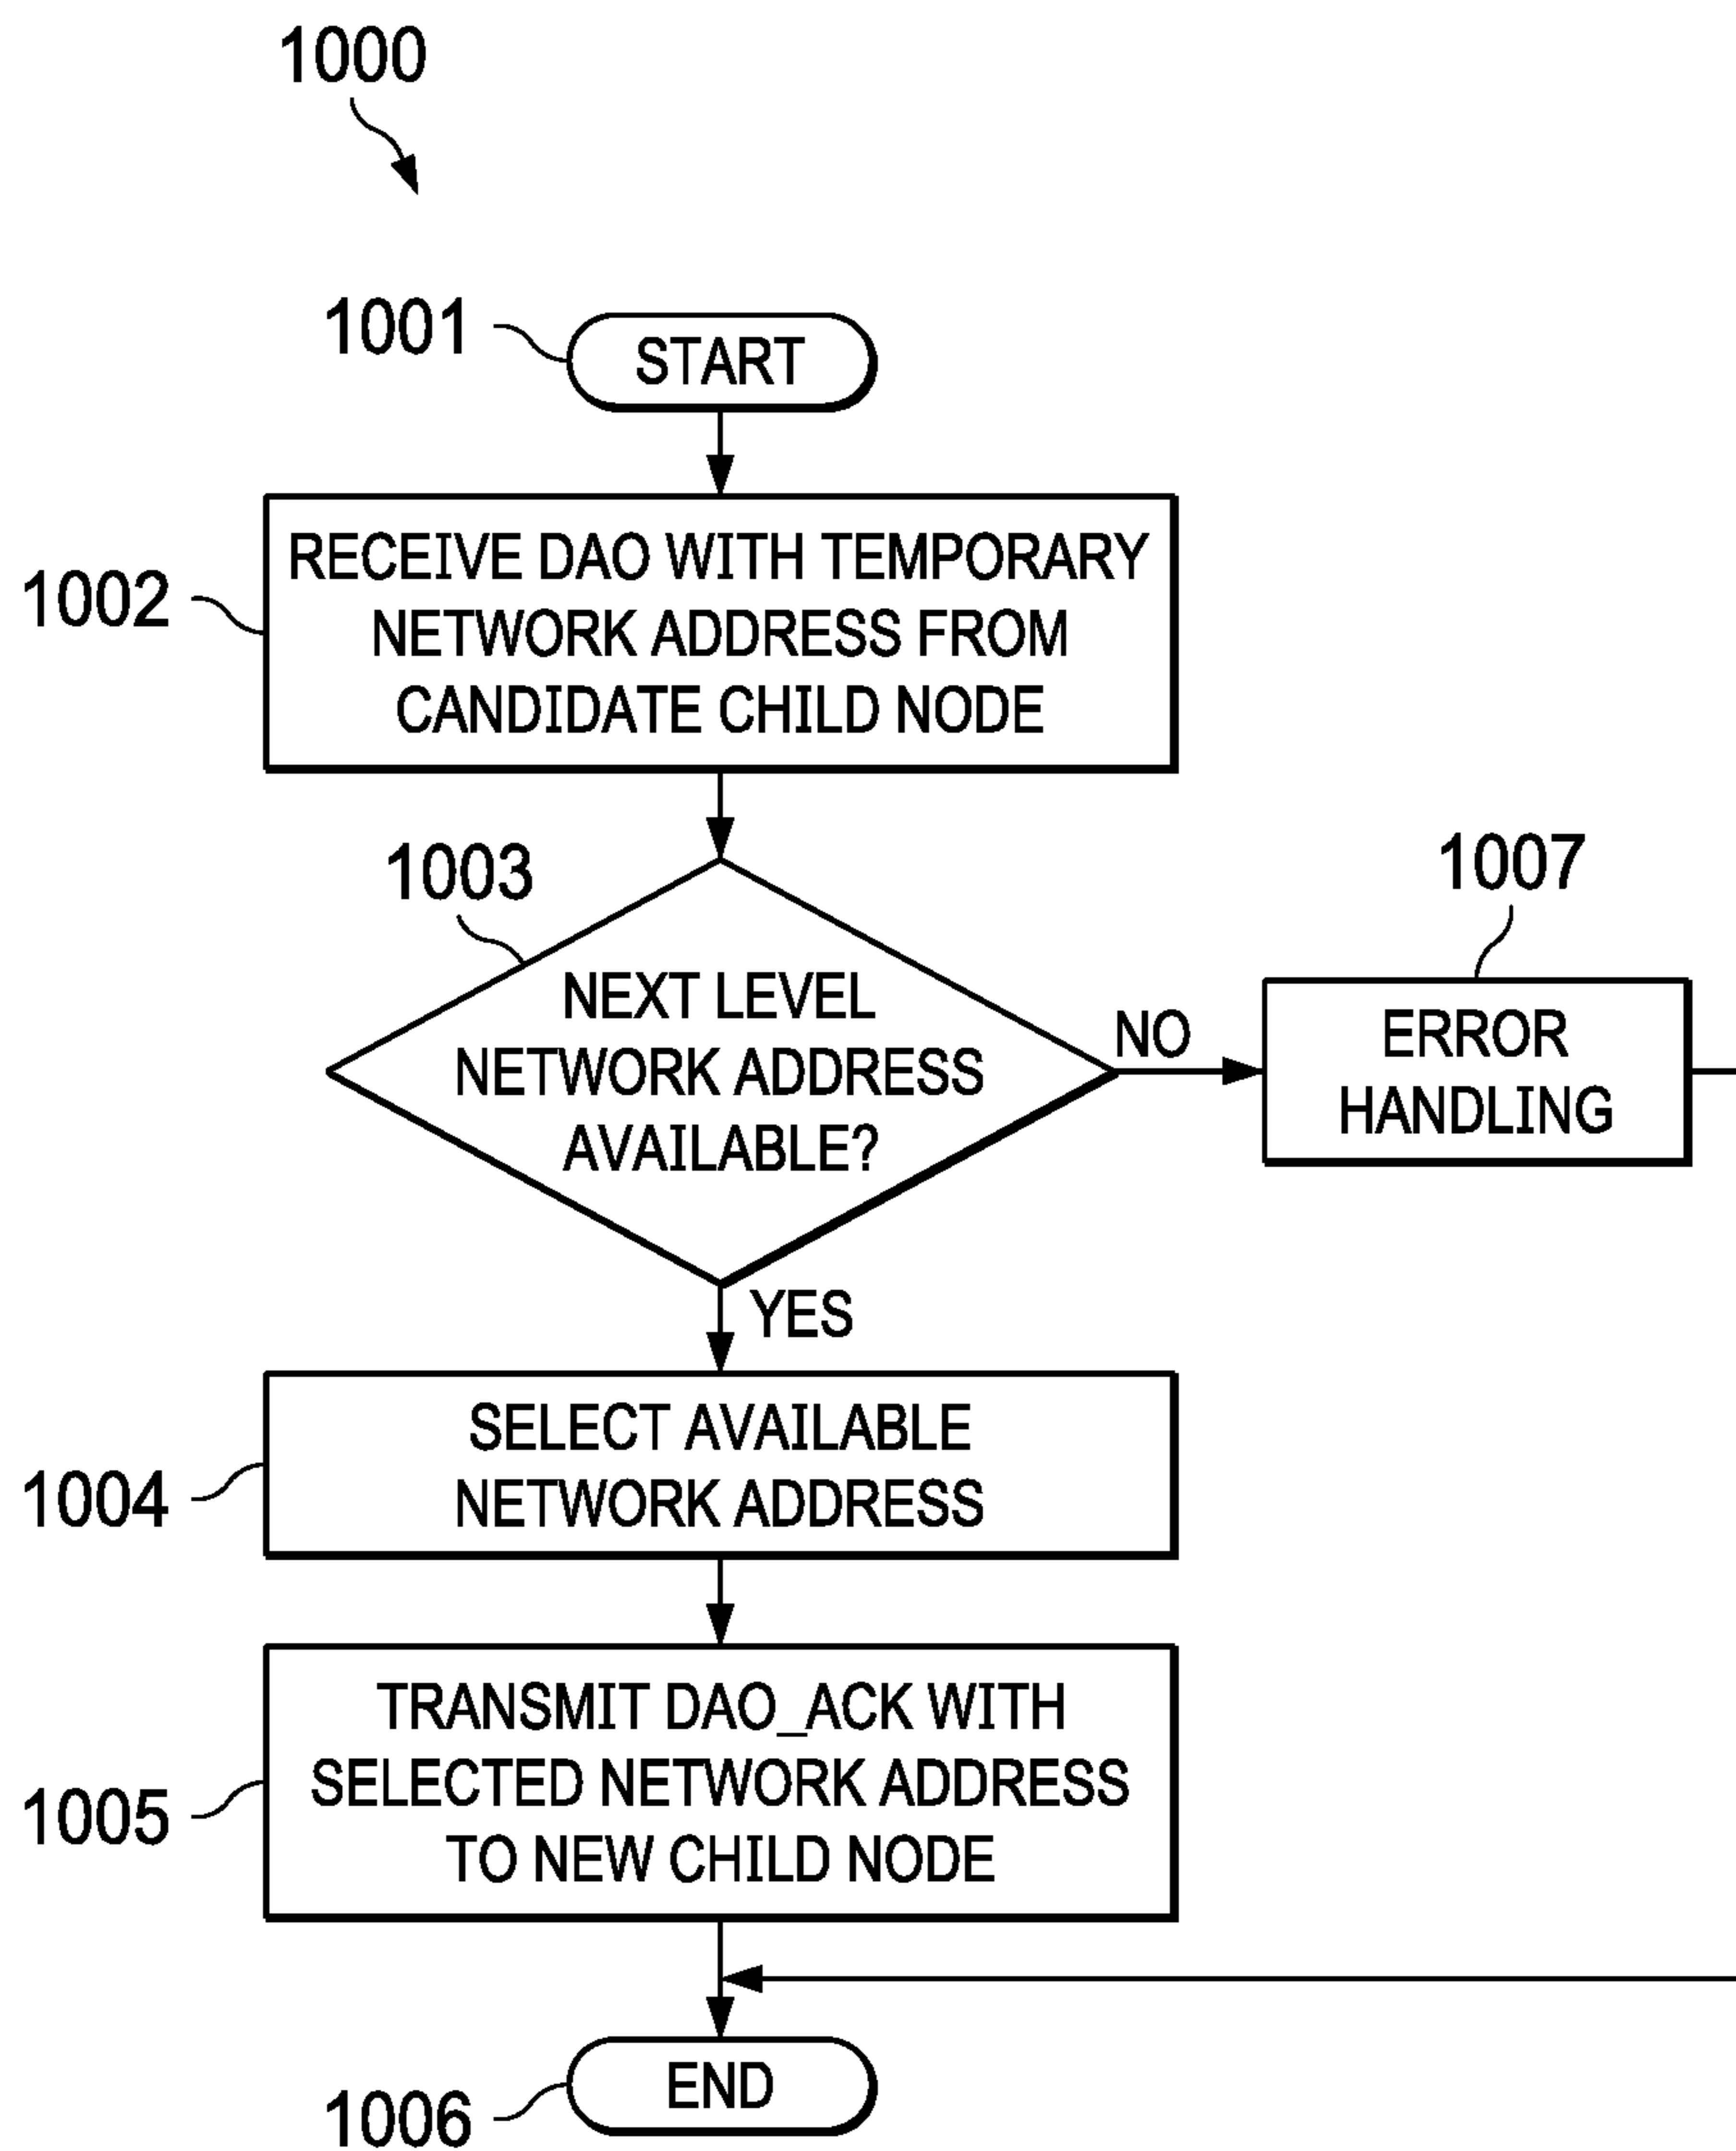 1000
1001
START
1002
RECEIVE DAO WITH TEMPORARY
NETWORK ADDRESS FROM
CANDIDATE CHILD NODE
1003
NEXT LEVEL
NETWORK ADDRESS
AVAILABLE?
NO
1007
ERROR
HANDLING
YES
1004
SELECT AVAILABLE
NETWORK ADDRESS
1005
TRANSMIT DAO_ACK WITH
SELECTED NETWORK ADDRESS
TO NEW CHILD NODE
1006
END